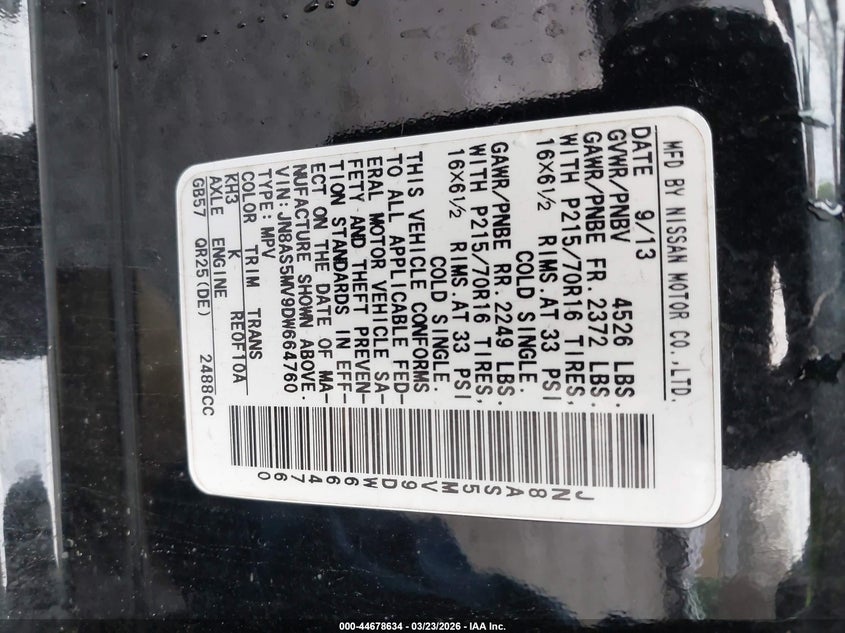 MFD BY NISSAN MOTOR CO.,LTD.
DATE 9/13
GVWR/PNBV 4526 LBS.
GAWR/PNBE FR. 2372 LBS.
WITH P215/70R16 TIRES,
16X6½ RIMS AT 33 PSI
COLD SINGLE.
GAWR/PNBE RR. 2249 LBS.
WITH P215/70R16 TIRES,
16X6½ RIMS AT 33 PSI
COLD SINGLE.
THIS VEHICLE CONFORMS
TO ALL APPLICABLE FED-
ERAL MOTOR VEHICLE SA-
FETY AND THEFT PREVEN-
TION STANDARDS IN EFF-
ECT ON THE DATE OF MA-
NUFACTURE SHOWN ABOVE.
VIN: JN8AS5MV9DW664760
TYPE: MPV
COLOR TRIM TRANS
KH3 K RE0F10A
AXLE ENGINE
GB57 QR25(DE) 2488CC
JN8AS5MV9DW664760
000-44678634 - 03/23/2026 - IAA Inc.